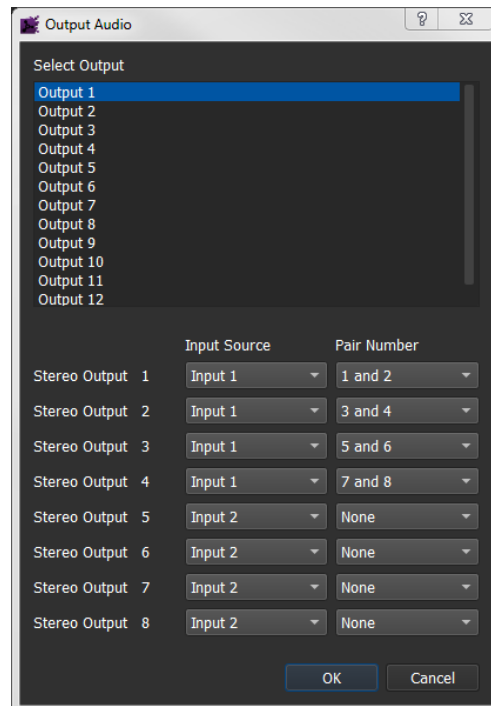 Output Audio
Select Output
Output 1
Output 2
Output 3
Output 4
Output 5
Output 6
Output 7
Output 8
Output 9
Output 10
Output 11
Output 12
Input Source Pair Number
Stereo Output 1 Input 1 1 and 2
Stereo Output 2 Input 1 3 and 4
Stereo Output 3 Input 1 5 and 6
Stereo Output 4 Input 1 7 and 8
Stereo Output 5 Input 2 None
Stereo Output 6 Input 2 None
Stereo Output 7 Input 2 None
Stereo Output 8 Input 2 None
OK Cancel